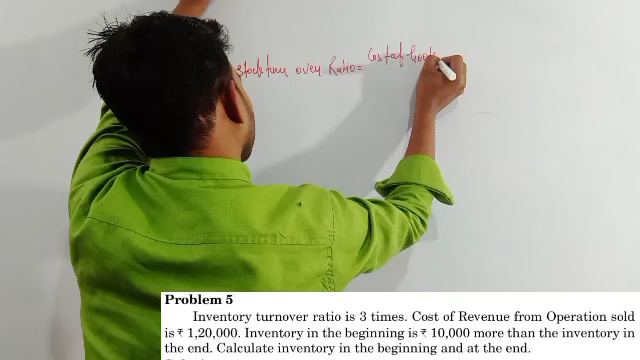 Stock turn over Ratio = Cost of Goods
Problem 5
Inventory turnover ratio is 3 times. Cost of Revenue from Operation sold
is ₹ 1,20,000. Inventory in the beginning is ₹ 10,000 more than the inventory in
the end. Calculate inventory in the beginning and at the end.